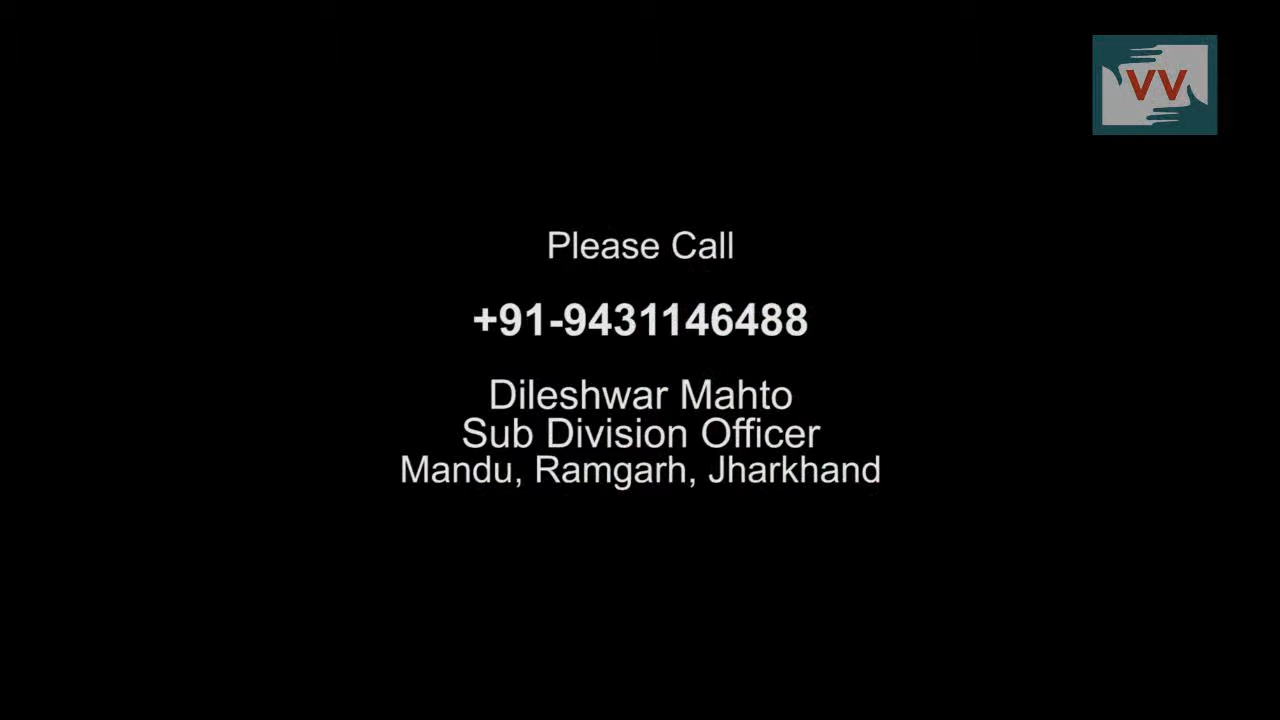 VV
Please Call
+91-9431146488
Dileshwar Mahto
Sub Division Officer
Mandu, Ramgarh, Jharkhand